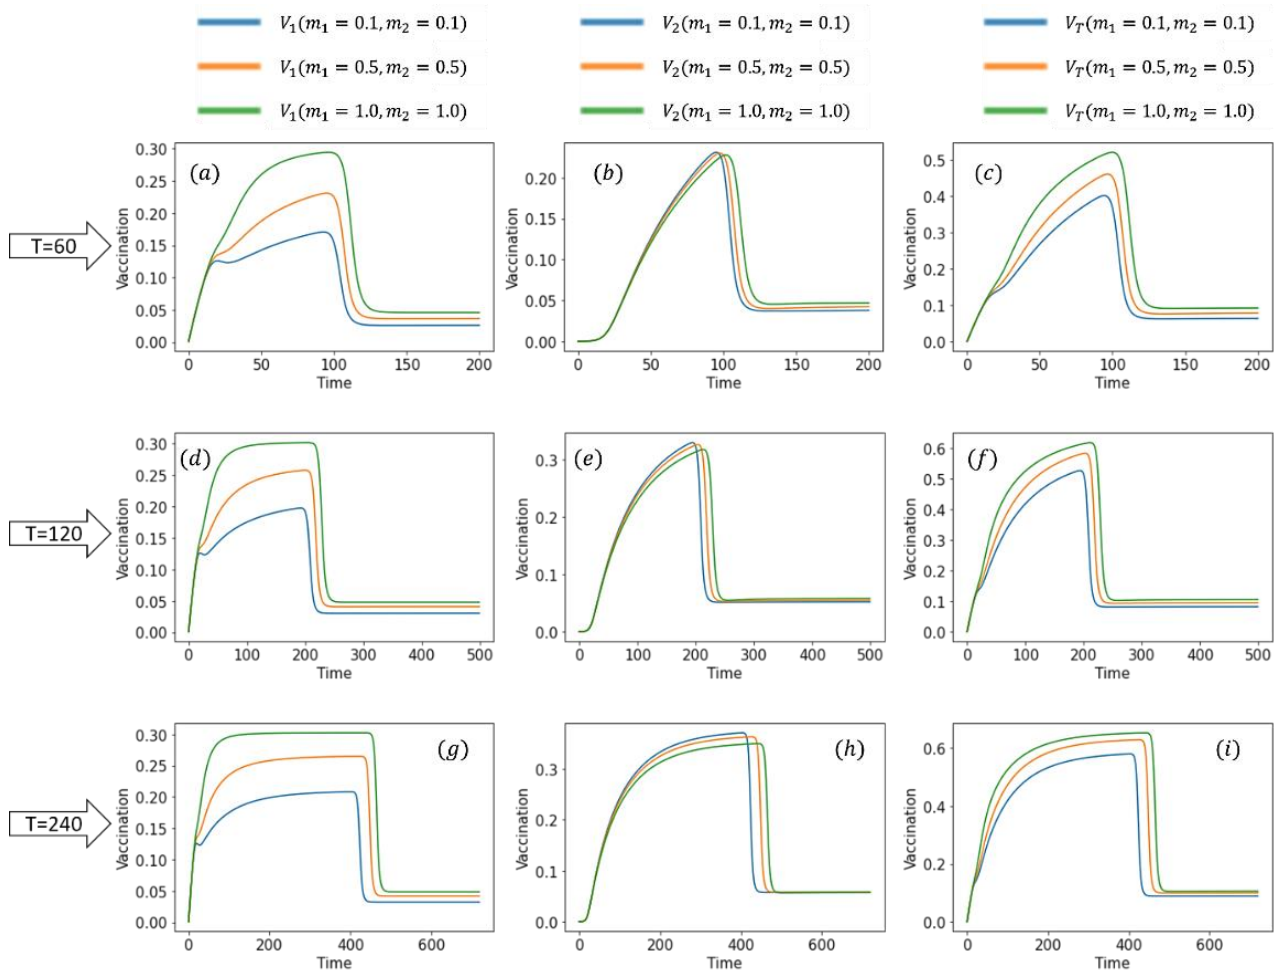 V₁(m₁ = 0.1, m₂ = 0.1)
V₁(m₁ = 0.5, m₂ = 0.5)
V₁(m₁ = 1.0, m₂ = 1.0)
V₂(m₁ = 0.1, m₂ = 0.1)
V₂(m₁ = 0.5, m₂ = 0.5)
V₂(m₁ = 1.0, m₂ = 1.0)
V_T(m₁ = 0.1, m₂ = 0.1)
V_T(m₁ = 0.5, m₂ = 0.5)
V_T(m₁ = 1.0, m₂ = 1.0)
T=60
(a)
Vaccination
0.30
0.25
0.20
0.15
0.10
0.05
0.00
0 50 100 150 200
Time
(b)
Vaccination
0.20
0.15
0.10
0.05
0.00
0 50 100 150 200
Time
(c)
Vaccination
0.5
0.4
0.3
0.2
0.1
0.0
0 50 100 150 200
Time
T=120
(d)
Vaccination
0.30
0.25
0.20
0.15
0.10
0.05
0.00
0 100 200 300 400 500
Time
(e)
Vaccination
0.3
0.2
0.1
0.0
0 100 200 300 400 500
Time
(f)
Vaccination
0.6
0.5
0.4
0.3
0.2
0.1
0.0
0 100 200 300 400 500
Time
T=240
(g)
Vaccination
0.30
0.25
0.20
0.15
0.10
0.05
0.00
0 200 400 600
Time
(h)
Vaccination
0.3
0.2
0.1
0.0
0 200 400 600
Time
(i)
Vaccination
0.6
0.4
0.2
0.0
0 200 400 600
Time